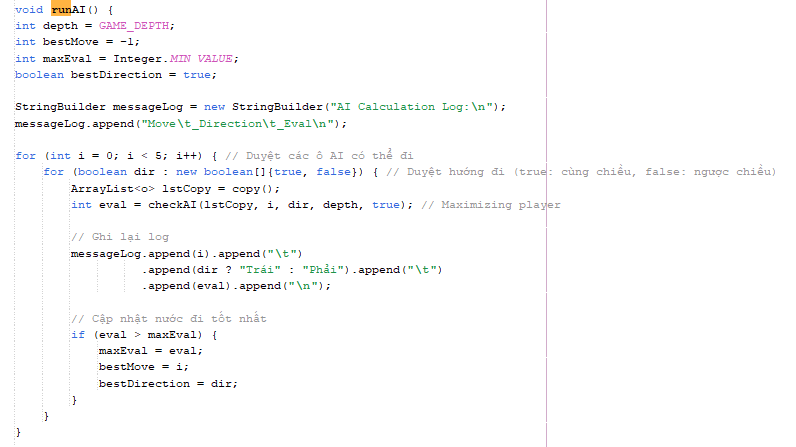 void runAI() {
int depth = GAME_DEPTH;
int bestMove = -1;
int maxEval = Integer.MIN_VALUE;
boolean bestDirection = true;
StringBuilder messageLog = new StringBuilder("AI Calculation Log:\n");
messageLog.append("Move\t_Direction\t_Eval\n");
for (int i = 0; i < 5; i++) { // Duyệt các ô AI có thể đi
for (boolean dir : new boolean[]{true, false}) { // Duyệt hướng đi (true: cùng chiều, false: ngược chiều)
ArrayList<o> lstCopy = copy();
int eval = checkAI(lstCopy, i, dir, depth, true); // Maximizing player
// Ghi lại log
messageLog.append(i).append("\t")
.append(dir ? "Trái" : "Phải").append("\t")
.append(eval).append("\n");
// Cập nhật nước đi tốt nhất
if (eval > maxEval) {
maxEval = eval;
bestMove = i;
bestDirection = dir;
}
}
}